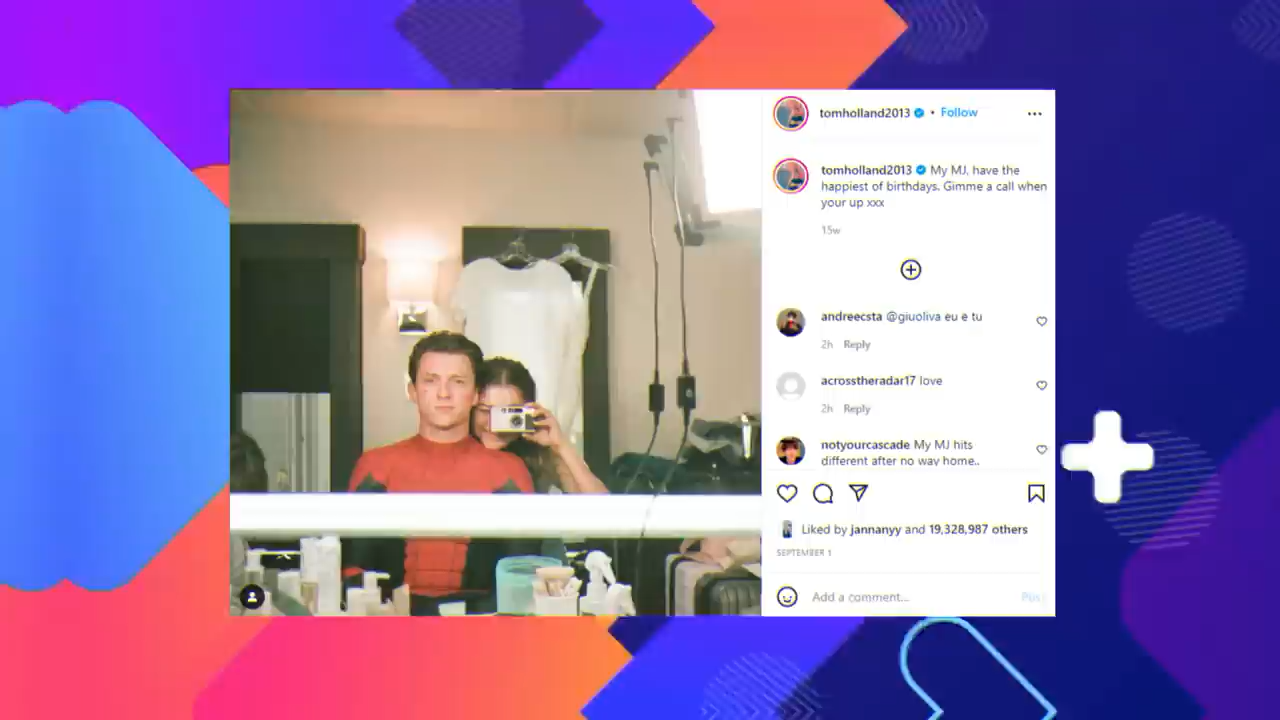 tomholland2013 • Follow
tomholland2013 My MJ, have the
happiest of birthdays. Gimme a call when
your up xxx
15w
andreecsta @giuoliva eu e tu
2h Reply
acrosstheradar17 love
2h Reply
notyourcascade My MJ hits
different after no way home..
Liked by jannanyy and 19,328,987 others
SEPTEMBER 1
Add a comment...
Post